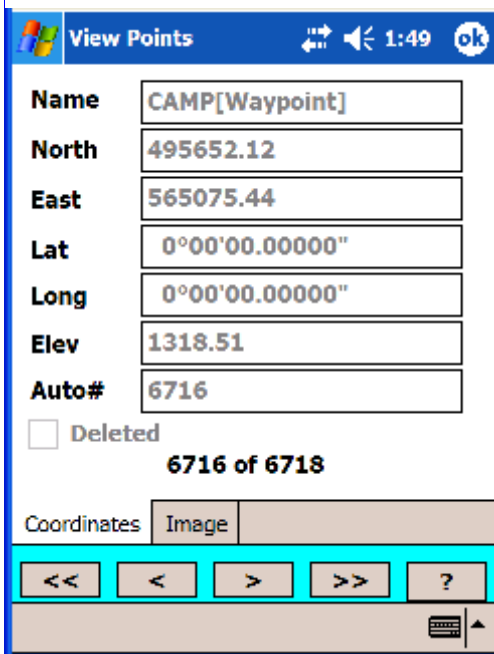 View Points 1:49 ok
Name CAMP[Waypoint]
North 495652.12
East 565075.44
Lat 0°00'00.00000"
Long 0°00'00.00000"
Elev 1318.51
Auto# 6716
Deleted
6716 of 6718
Coordinates Image
<< < > >> ?